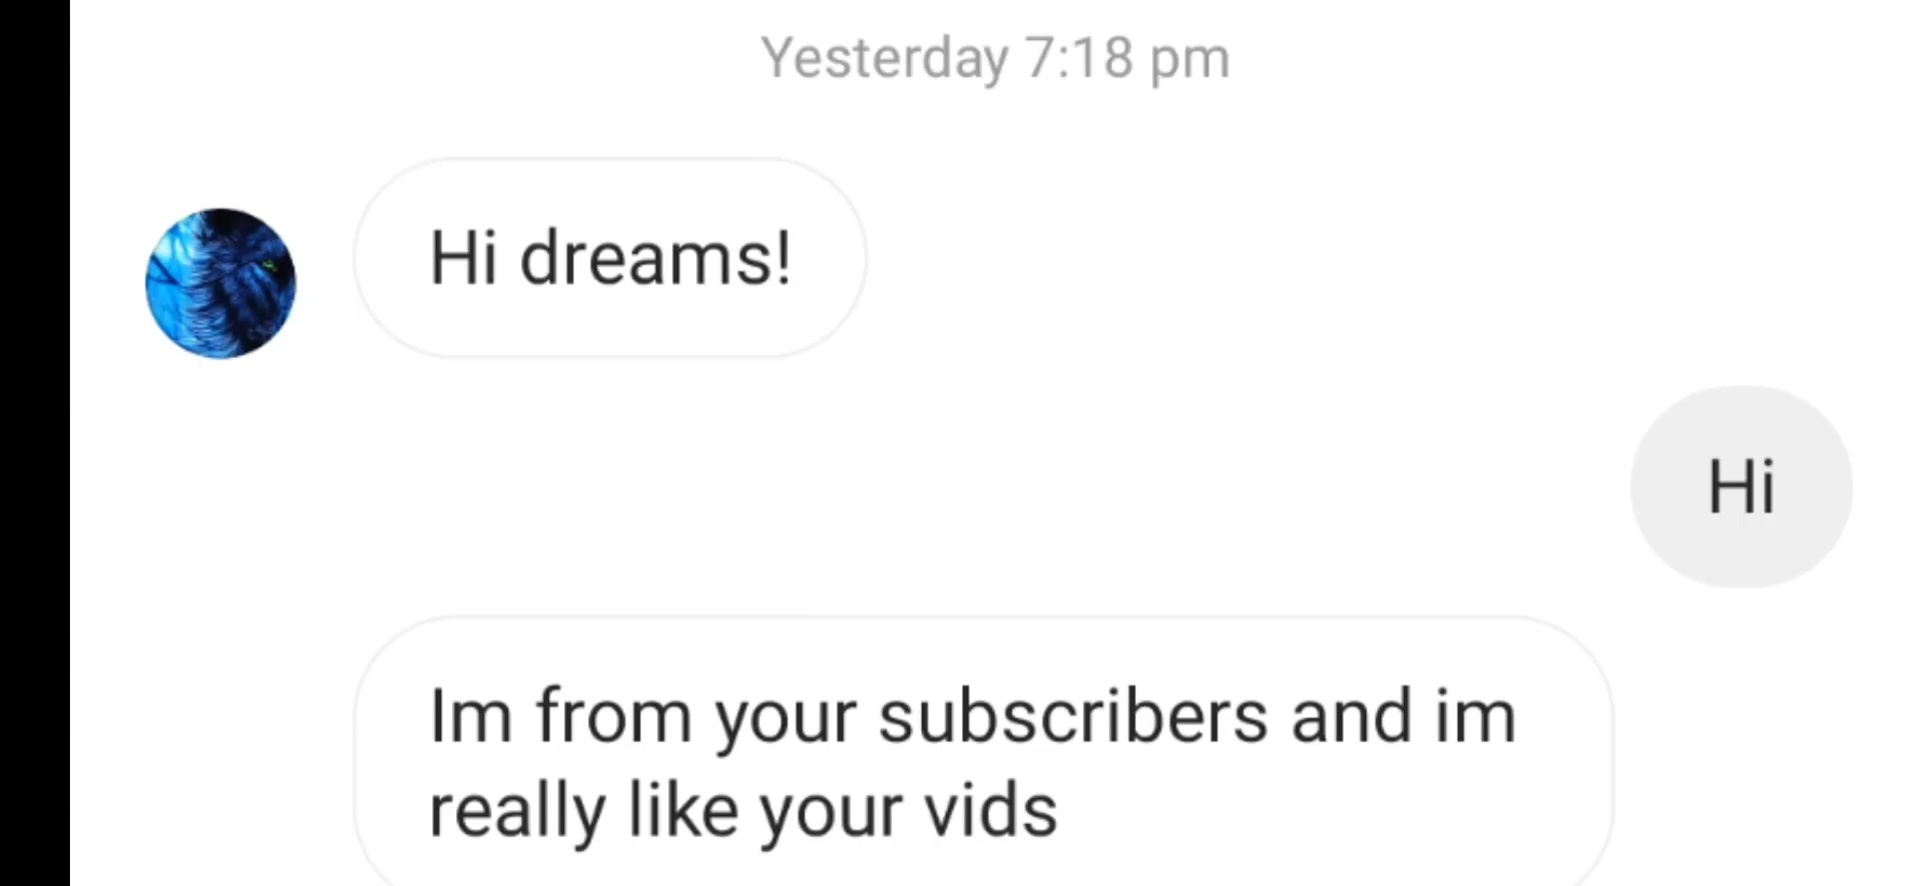 Yesterday 7:18 pm
Hi dreams!
Hi
Im from your subscribers and im
really like your vids